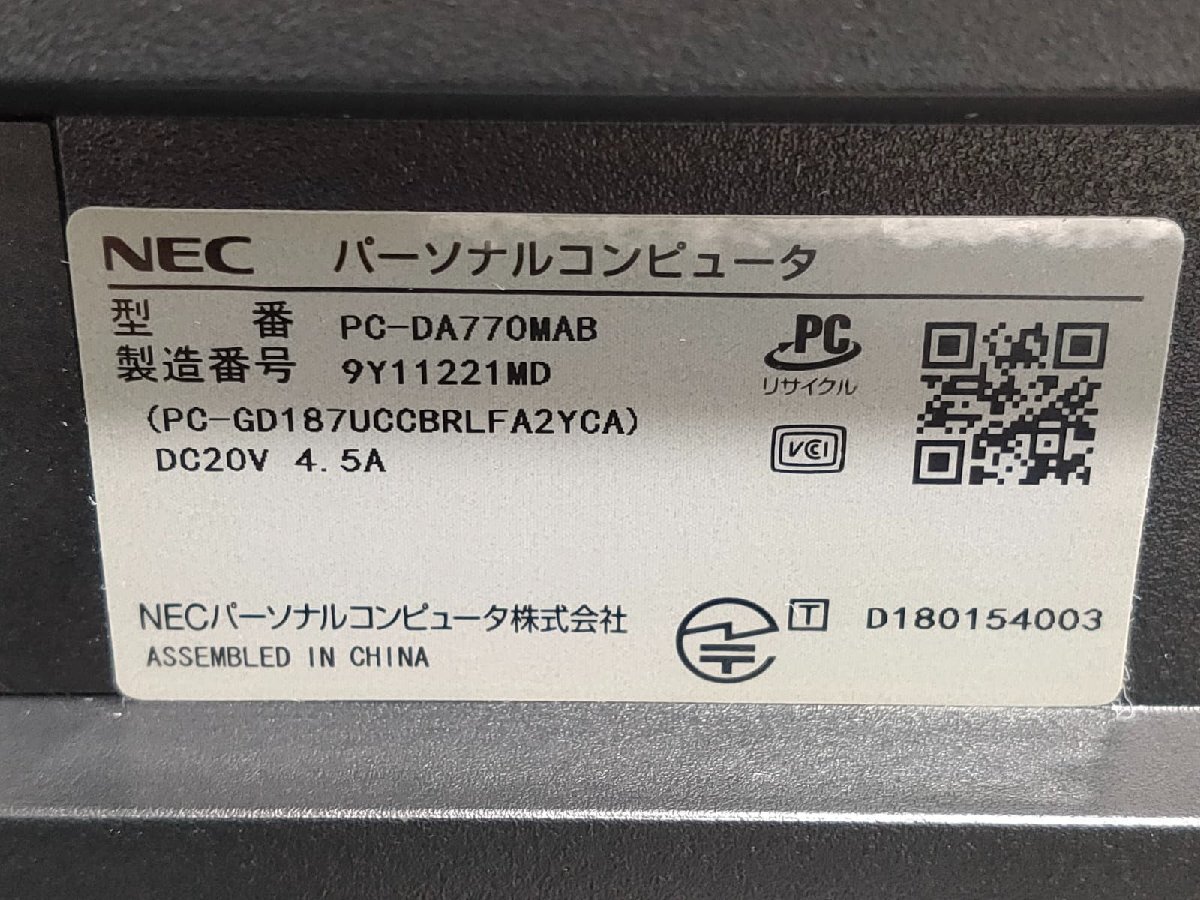 NEC パーソナルコンピュータ
型 番 PC-DA770MAB
製造番号 9Y11221MD
(PC-GD187UCCBRLFA2YCA)
DC20V 4.5A
PC
リサイクル
VCCI
NECパーソナルコンピュータ株式会社
ASSEMBLED IN CHINA
T D180154003